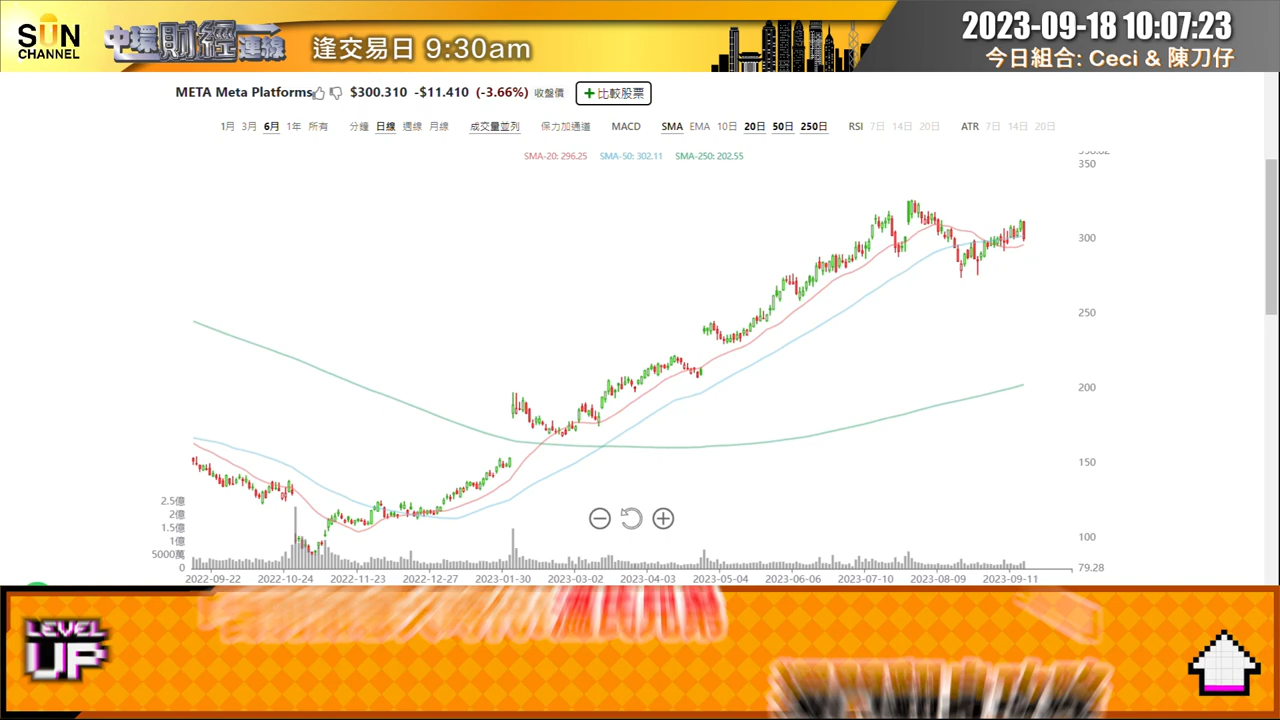 SUN
CHANNEL
中環財經連線
逢交易日 9:30am
2023-09-18 10:07:23
今日組合: Ceci & 陳刀仔
META Meta Platforms $300.310 -$11.410 (-3.66%) 收盤價 +比較股票
1月 3月 6月 1年 所有 分鐘 日線 週線 月線 成交量並列 保力加通道 MACD SMA EMA 10日 20日 50日 250日 RSI 7日 14日 20日 ATR 7日 14日 20日
SMA-20: 296.25 SMA-50: 302.11 SMA-250: 202.55
350
300
250
200
150
100
79.28
2.5億
2億
1.5億
1億
5000萬
0
2022-09-22 2022-10-24 2022-11-23 2022-12-27 2023-01-30 2023-03-02 2023-04-03 2023-05-04 2023-06-06 2023-07-10 2023-08-09 2023-09-11
LEVEL
UP